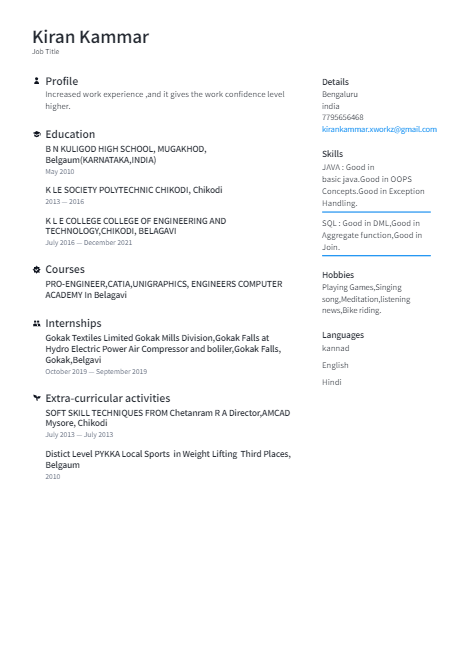 Kiran Kammar
Job Title
Profile
Increased work experience ,and it gives the work confidence level
higher.
Education
B N KULIGOD HIGH SCHOOL, MUGAKHOD,
Belgaum(KARNATAKA,INDIA)
May 2010
K LE SOCIETY POLYTECHNIC CHIKODI, Chikodi
2013 — 2016
K L E COLLEGE COLLEGE OF ENGINEERING AND
TECHNOLOGY,CHIKODI, BELAGAVI
July 2016 — December 2021
Courses
PRO-ENGINEER,CATIA,UNIGRAPHICS, ENGINEERS COMPUTER
ACADEMY In Belagavi
Internships
Gokak Textiles Limited Gokak Mills Division,Gokak Falls at
Hydro Electric Power Air Compressor and boliler,Gokak Falls,
Gokak,Belgavi
October 2019 — September 2019
Extra-curricular activities
SOFT SKILL TECHNIQUES FROM Chetanram R A Director,AMCAD
Mysore, Chikodi
July 2013 — July 2013
Distict Level PYKKA Local Sports in Weight Lifting Third Places,
Belgaum
2010
Details
Bengaluru
india
7795656468
kirankammar.xworkz@gmail.com
Skills
JAVA : Good in
basic java.Good in OOPS
Concepts.Good in Exception
Handling.
SQL : Good in DML,Good in
Aggregate function,Good in
Join.
Hobbies
Playing Games,Singing
song,Meditation,listening
news,Bike riding.
Languages
kannad
English
Hindi